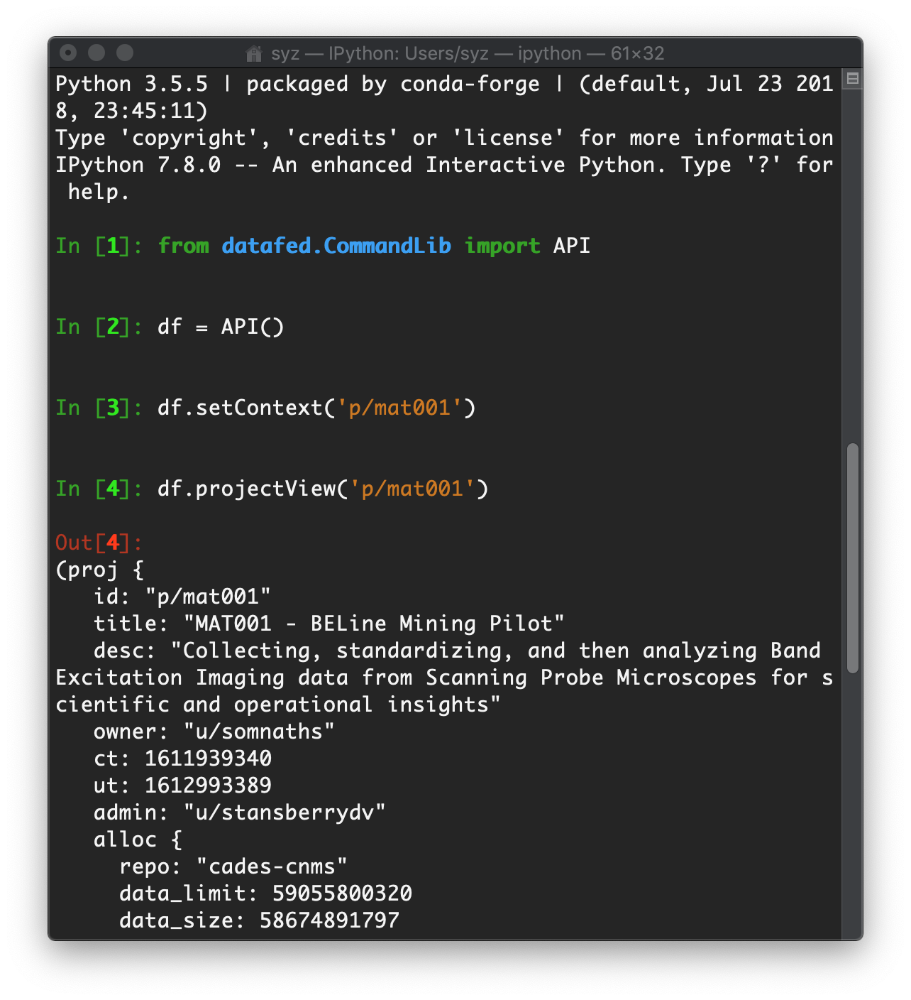 syz — IPython: Users/syz — ipython — 61×32
Python 3.5.5 | packaged by conda-forge | (default, Jul 23 201
8, 23:45:11)
Type 'copyright', 'credits' or 'license' for more information
IPython 7.8.0 -- An enhanced Interactive Python. Type '?' for
 help.
In [1]: from datafed.CommandLib import API
In [2]: df = API()
In [3]: df.setContext('p/mat001')
In [4]: df.projectView('p/mat001')
Out[4]:
(proj {
   id: "p/mat001"
   title: "MAT001 - BELine Mining Pilot"
   desc: "Collecting, standardizing, and then analyzing Band
Excitation Imaging data from Scanning Probe Microscopes for s
cientific and operational insights"
   owner: "u/somnaths"
   ct: 1611939340
   ut: 1612993389
   admin: "u/stansberrydv"
   alloc {
     repo: "cades-cnms"
     data_limit: 59055800320
     data_size: 58674891797